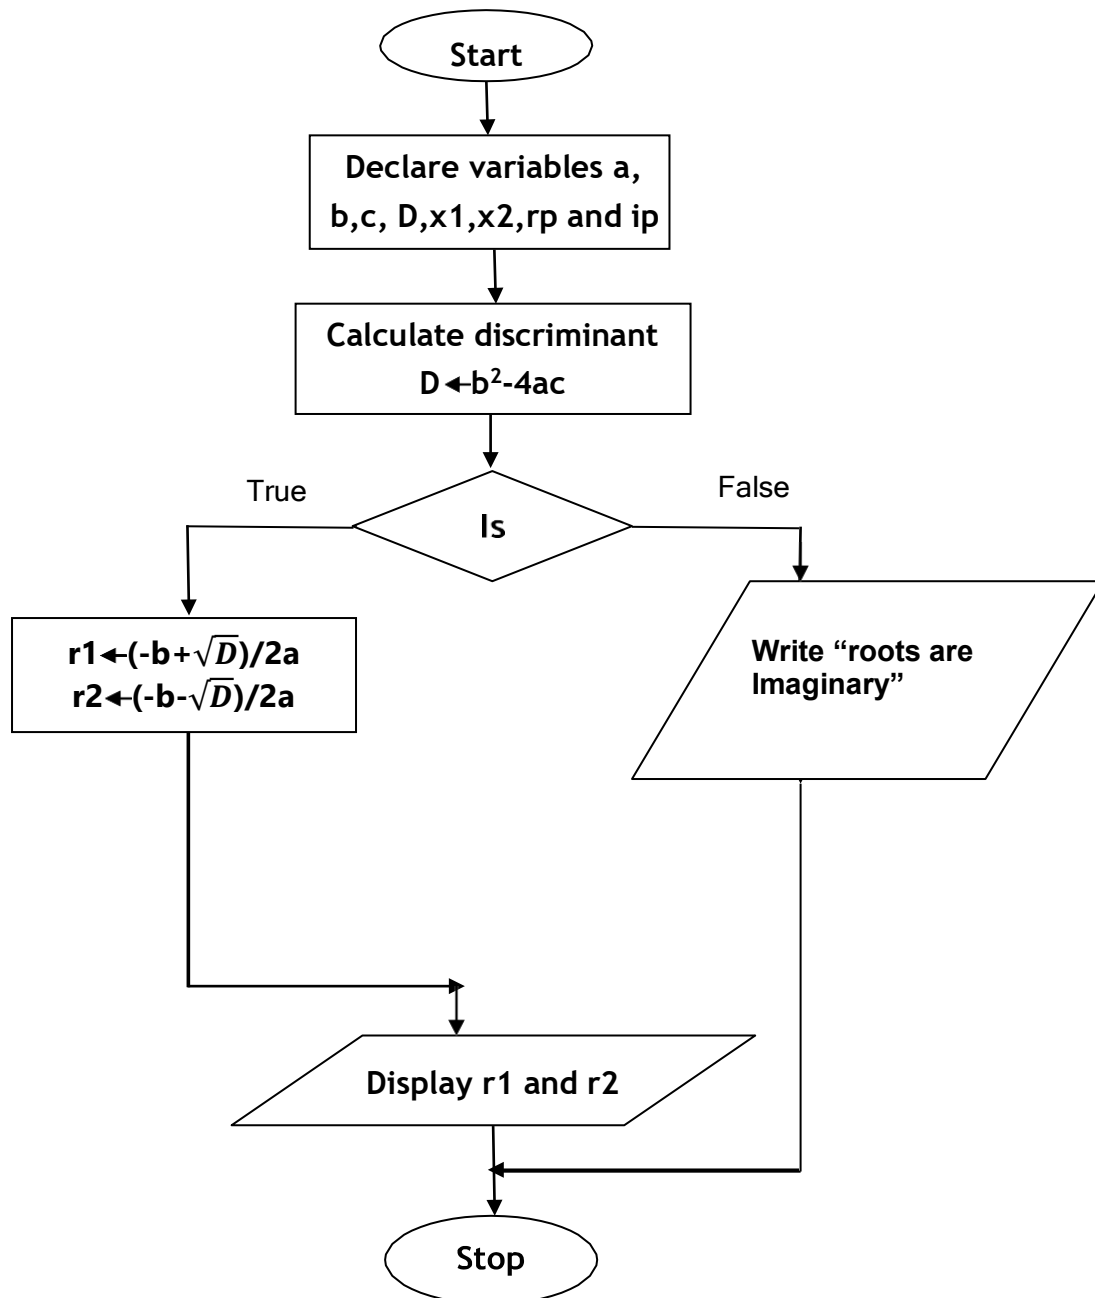 Start
Declare variables a,
b,c, D,x1,x2,rp and ip
Calculate discriminant
D←b²-4ac
True
False
Is
r1←(-b+√D)/2a
r2←(-b-√D)/2a
Write “roots are
Imaginary”
Display r1 and r2
Stop